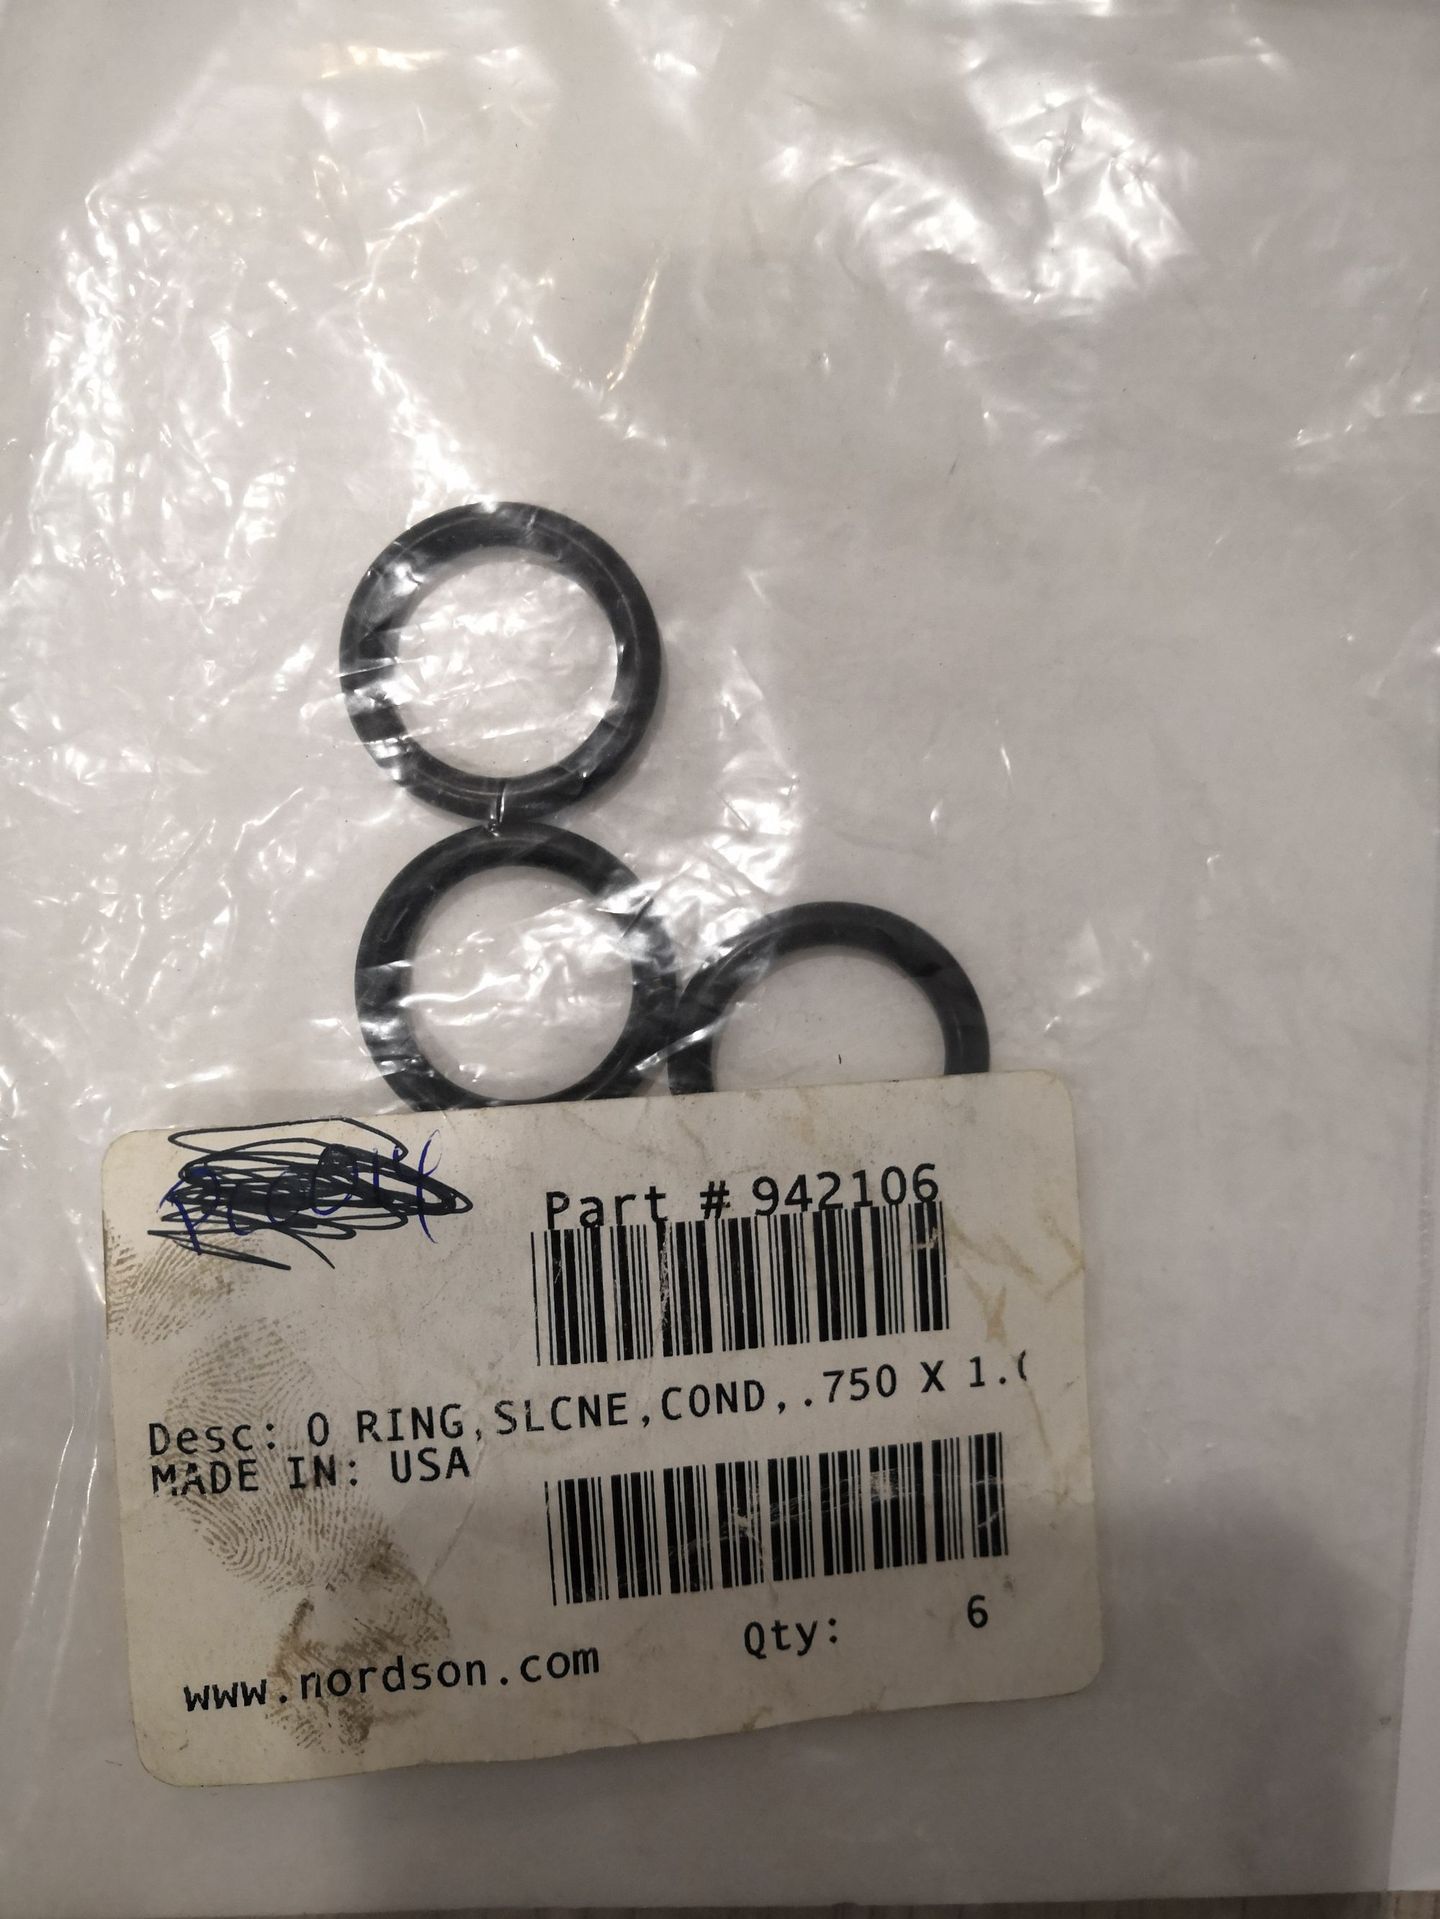 Part # 942106
Desc: O RING,SLCNE,COND,.750 X 1.
MADE IN: USA
Qty: 6
www.nordson.com